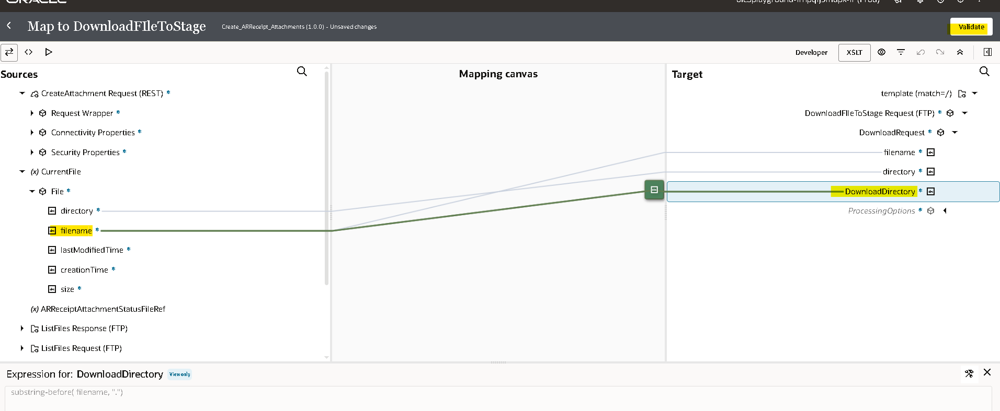 ORACLE
Map to DownloadFIleToStage
Create_ARReceipt_Attachments (1.0.0) - Unsaved changes
Validate
Developer
XSLT
Sources
Mapping canvas
Target
CreateAttachment Request (REST) *
Request Wrapper *
Connectivity Properties *
Security Properties *
(x) CurrentFile
File *
directory *
filename *
lastModifiedTime *
creationTime *
size *
(x) ARReceiptAttachmentStatusFileRef
ListFiles Response (FTP)
ListFiles Request (FTP)
template (match=/)
DownloadFIleToStage Request (FTP) *
DownloadRequest *
filename *
directory *
DownloadDirectory *
ProcessingOptions *
Expression for: DownloadDirectory
View only
substring-before( filename, ".")